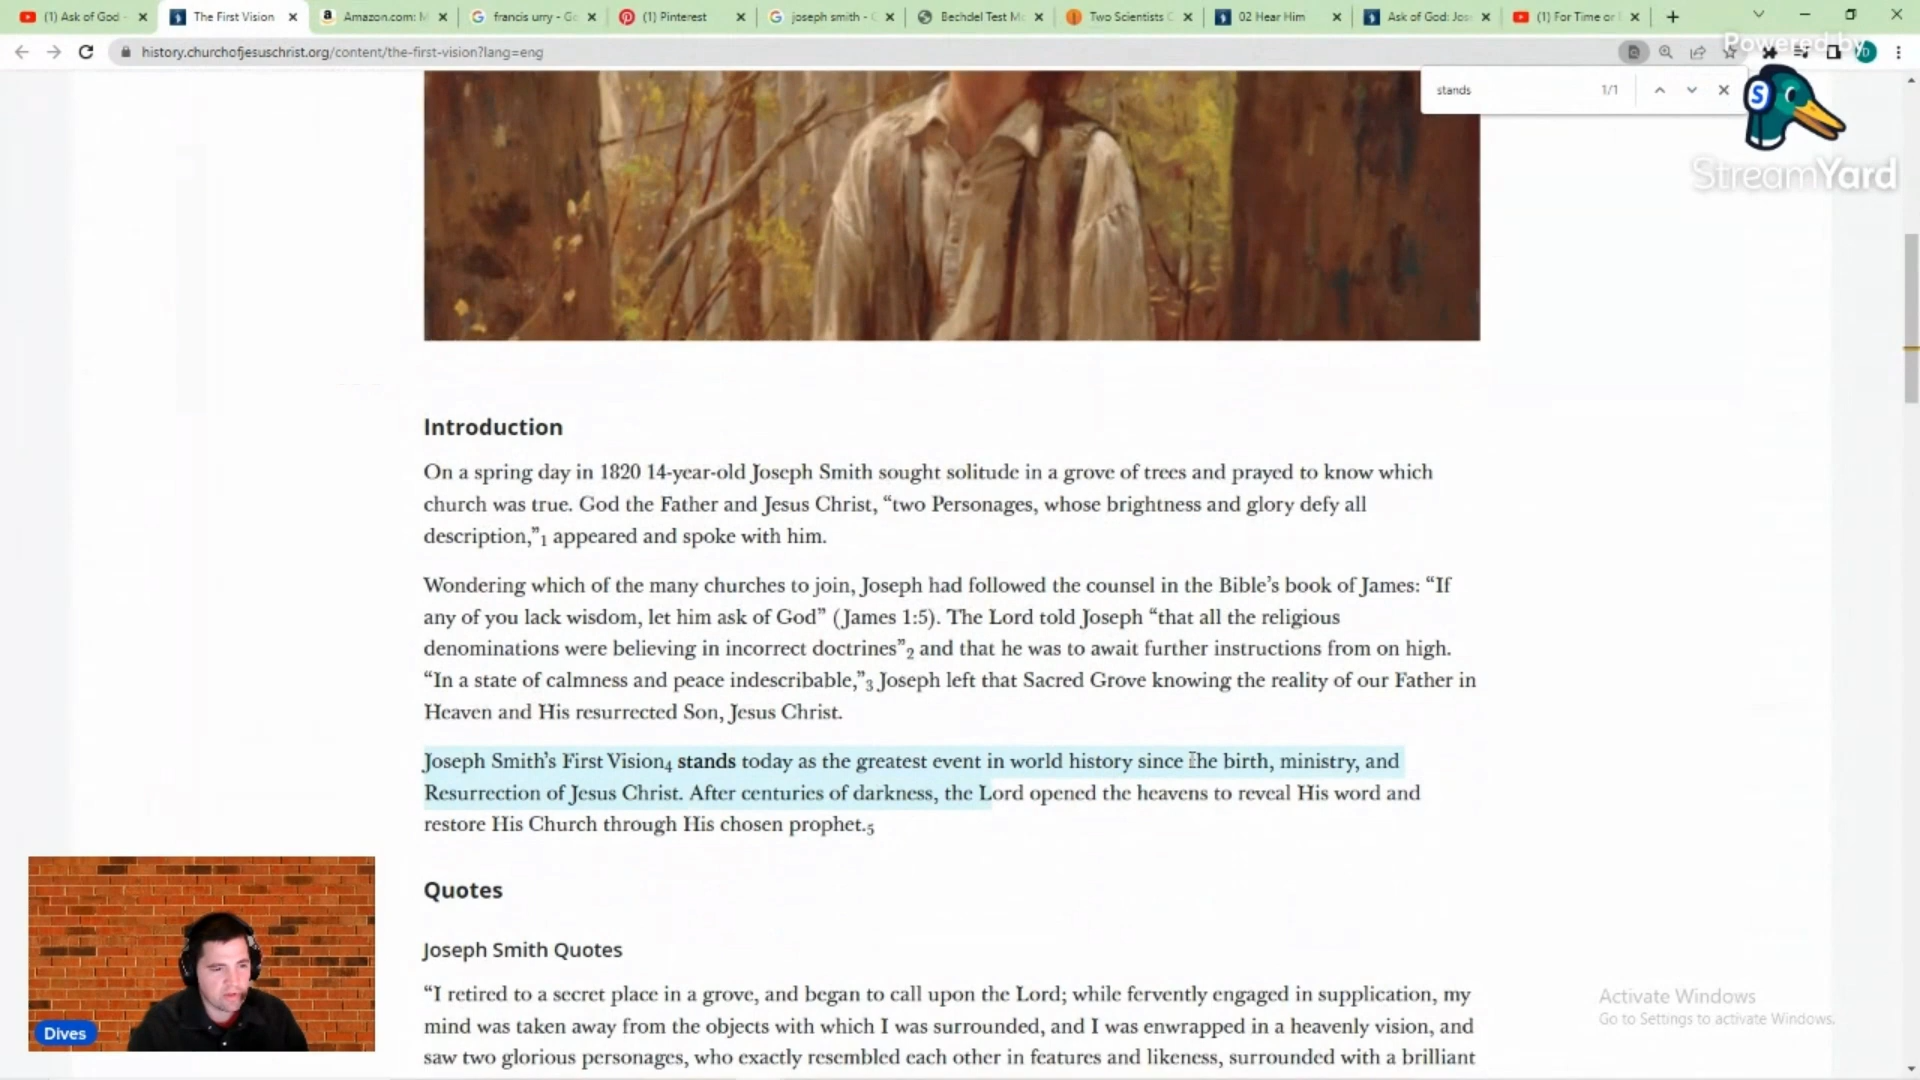 (1) Ask of God -
The First Vision
Amazon.com: M
francis urry - Go
(1) Pinterest
joseph smith - G
Bechdel Test M
Two Scientists C
02 Hear Him
Ask of God: Jos
(1) For Time or
history.churchofjesuschrist.org/content/the-first-vision?lang=eng
Powered by
stands
1/1
S
StreamYard
Introduction
On a spring day in 1820 14-year-old Joseph Smith sought solitude in a grove of trees and prayed to know which
church was true. God the Father and Jesus Christ, “two Personages, whose brightness and glory defy all
description,”1 appeared and spoke with him.
Wondering which of the many churches to join, Joseph had followed the counsel in the Bible’s book of James: “If
any of you lack wisdom, let him ask of God” (James 1:5). The Lord told Joseph “that all the religious
denominations were believing in incorrect doctrines”2 and that he was to await further instructions from on high.
“In a state of calmness and peace indescribable,”3 Joseph left that Sacred Grove knowing the reality of our Father in
Heaven and His resurrected Son, Jesus Christ.
Joseph Smith’s First Vision4 stands today as the greatest event in world history since the birth, ministry, and
Resurrection of Jesus Christ. After centuries of darkness, the Lord opened the heavens to reveal His word and
restore His Church through His chosen prophet.5
Quotes
Joseph Smith Quotes
“I retired to a secret place in a grove, and began to call upon the Lord; while fervently engaged in supplication, my
mind was taken away from the objects with which I was surrounded, and I was enwrapped in a heavenly vision, and
saw two glorious personages, who exactly resembled each other in features and likeness, surrounded with a brilliant
Activate Windows
Go to Settings to activate Windows.
Dives